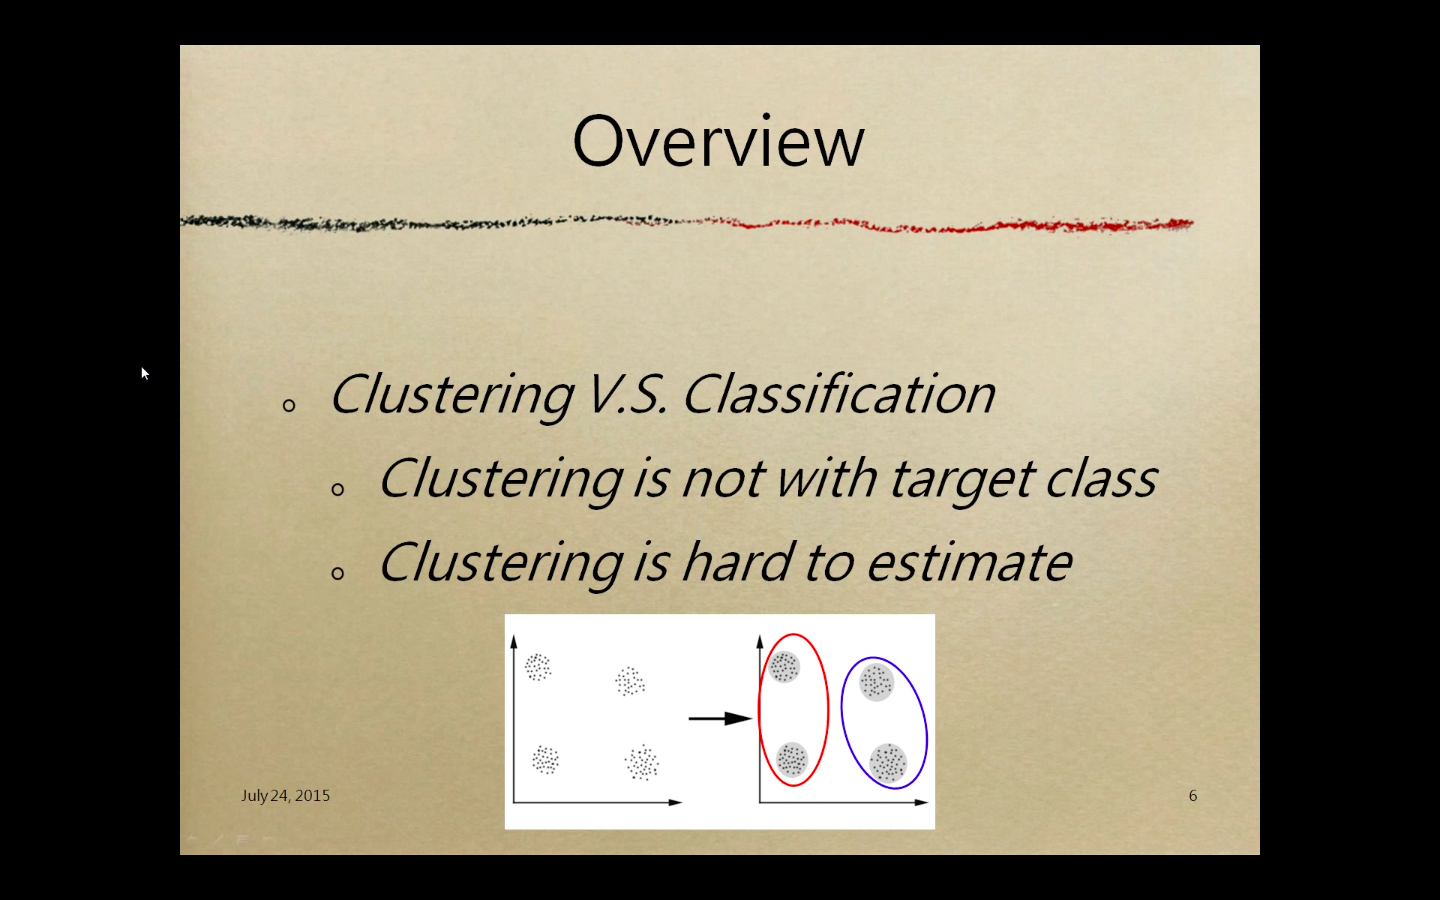 Overview
Clustering V.S. Classification
Clustering is not with target class
Clustering is hard to estimate
July 24, 2015
6